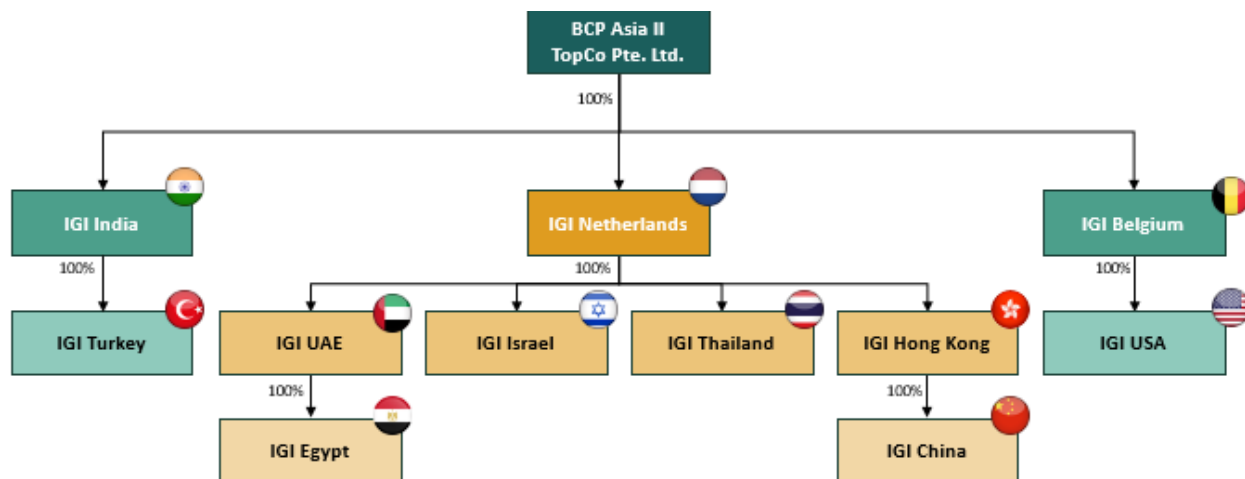 BCP Asia II
TopCo Pte. Ltd.
100%
IGI India
IGI Netherlands
IGI Belgium
100%
100%
100%
IGI Turkey
IGI UAE
IGI Israel
IGI Thailand
IGI Hong Kong
IGI USA
100%
100%
IGI Egypt
IGI China